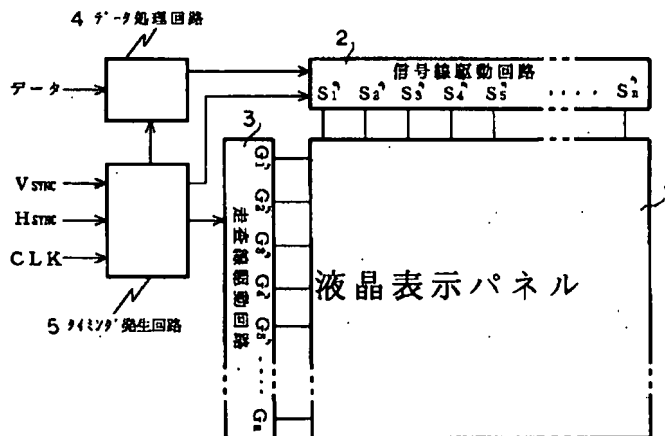 4 データ処理回路
2
信号線駆動回路
データ
S1' S2' S3' S4' S5' .... Sn'
3
VSYNC
HSYNC
CLK
走査線駆動回路
G1'
G2'
G3'
G4'
G5'
.....
Gn
液晶表示パネル
5 タイミング発生回路